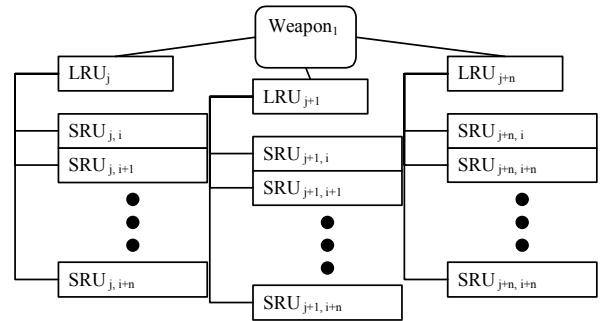 Weapon₁
LRUⱼ
SRUⱼ, ᵢ
SRUⱼ, ᵢ₊₁
SRUⱼ, ᵢ₊ₙ
LRUⱼ₊₁
SRUⱼ₊₁, ᵢ
SRUⱼ₊₁, ᵢ₊₁
SRUⱼ₊₁, ᵢ₊ₙ
LRUⱼ₊ₙ
SRUⱼ₊ₙ, ᵢ
SRUⱼ₊ₙ, ᵢ₊ₙ
SRUⱼ₊ₙ, ᵢ₊ₙ